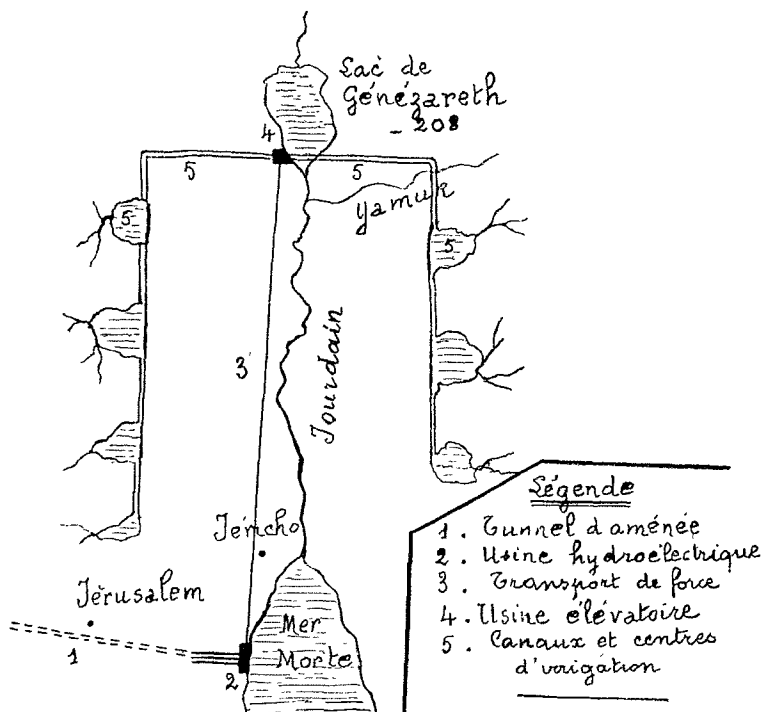 Lac de
Génézareth
- 208
4
5
5
Yamuk
5
5
3
Jourdain
Jéricho
Jérusalem
1
2
Mer
Morte
Légende
1. Tunnel d'aménée
2. Usine hydroélectrique
3. Transport de force
4. Usine élévatoire
5. Canaux et centres
d'irrigation